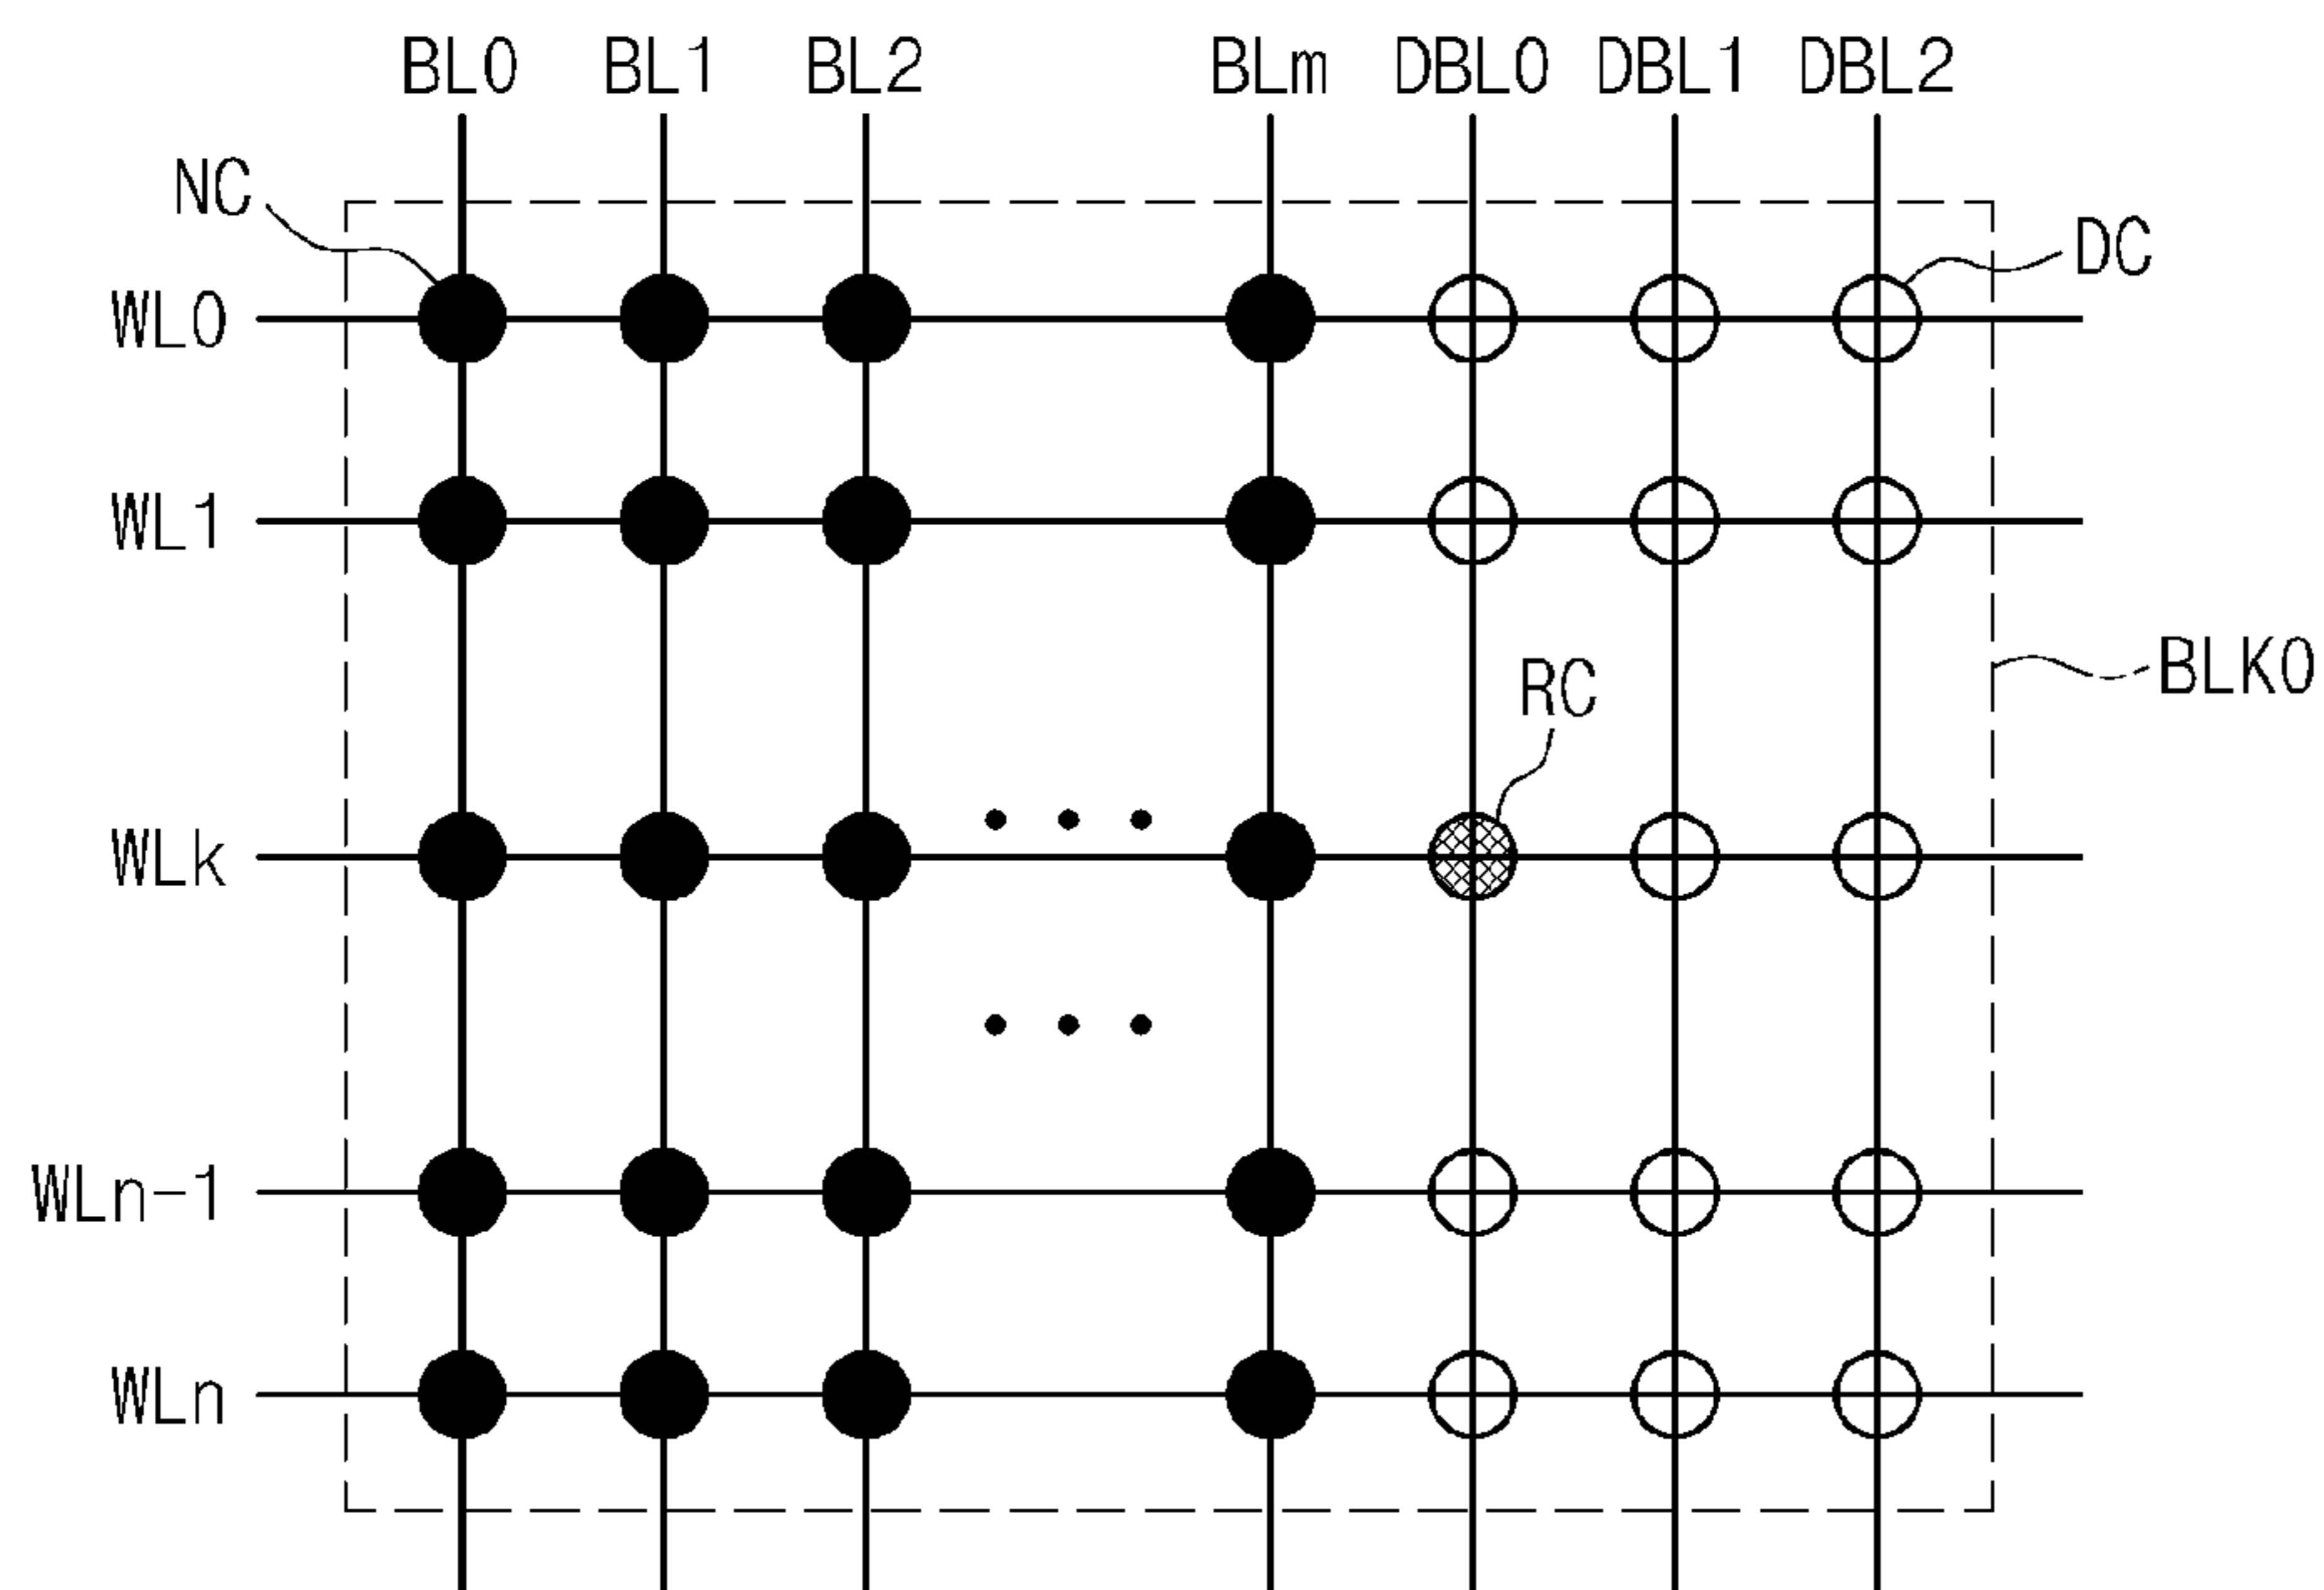 BL0 BL1 BL2 BLm DBL0 DBL1 DBL2
NC
DC
WL0
WL1
BLK0
RC
WLk
WLn-1
WLn